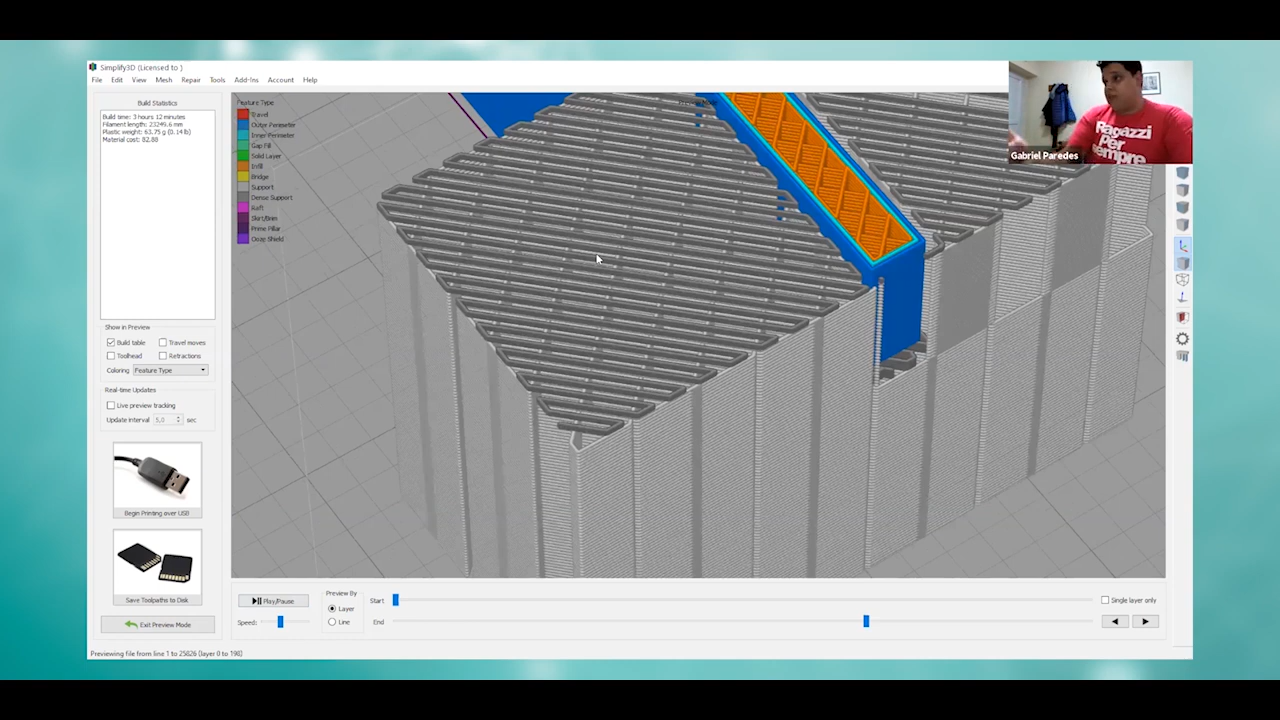 Simplify3D (Licensed to )
File Edit View Mesh Repair Tools Add-Ins Account Help
Build Statistics
Build time: 3 hours 12 minutes
Filament length: 23249.6 mm
Plastic weight: 63.75 g (0.14 lb)
Material cost: 82.88
Feature Type
Travel
Outer Perimeter
Inner Perimeter
Gap Fill
Solid Layer
Infill
Bridge
Support
Dense Support
Raft
Skirt/Brim
Prime Pillar
Ooze Shield
Ragazzi
Per
sempre
Gabriel Paredes
Show in Preview
Build table Travel moves
Toolhead Retractions
Coloring Feature Type
Real-time Updates
Live preview tracking
Update interval 5,0 sec
Begin Printing over USB
Save Toolpaths to Disk
Exit Preview Mode
Play/Pause
Speed:
Preview By
Layer
Line
Start
End
Single layer only
Previewing file from line 1 to 25826 (layer 0 to 198)